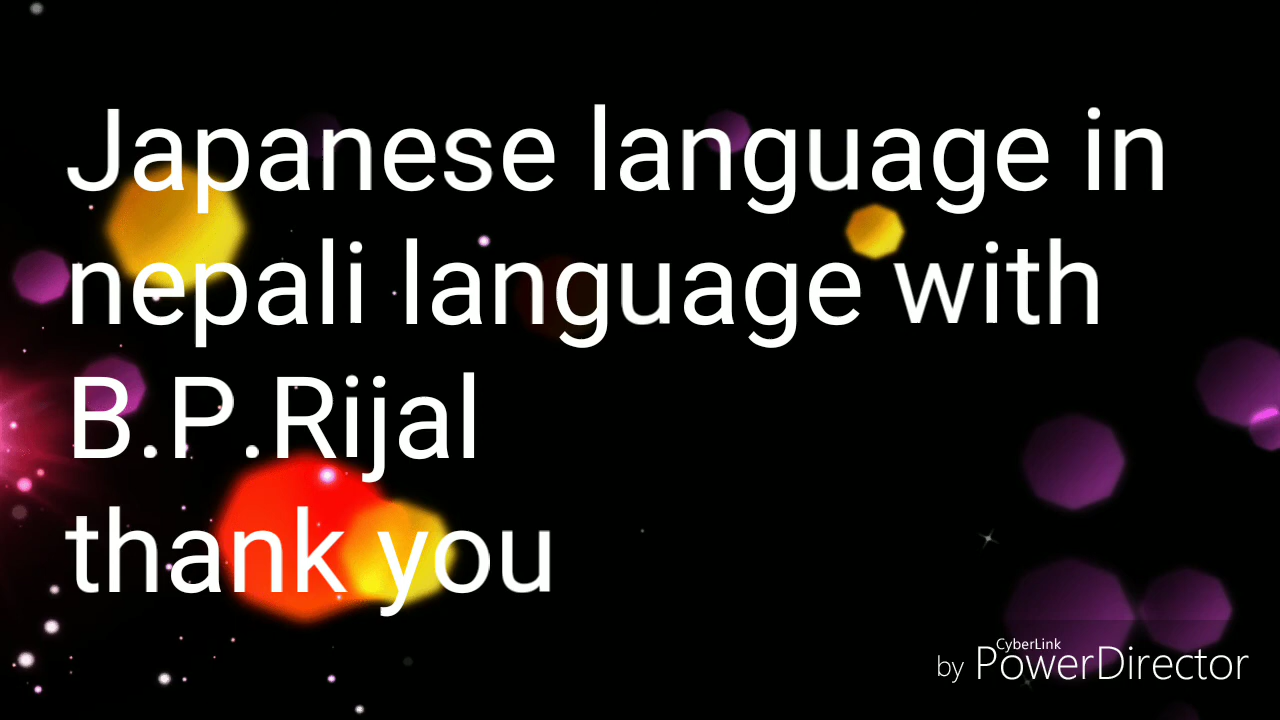 Japanese language in
nepali language with
B.P.Rijal
thank you
CyberLink
by PowerDirector